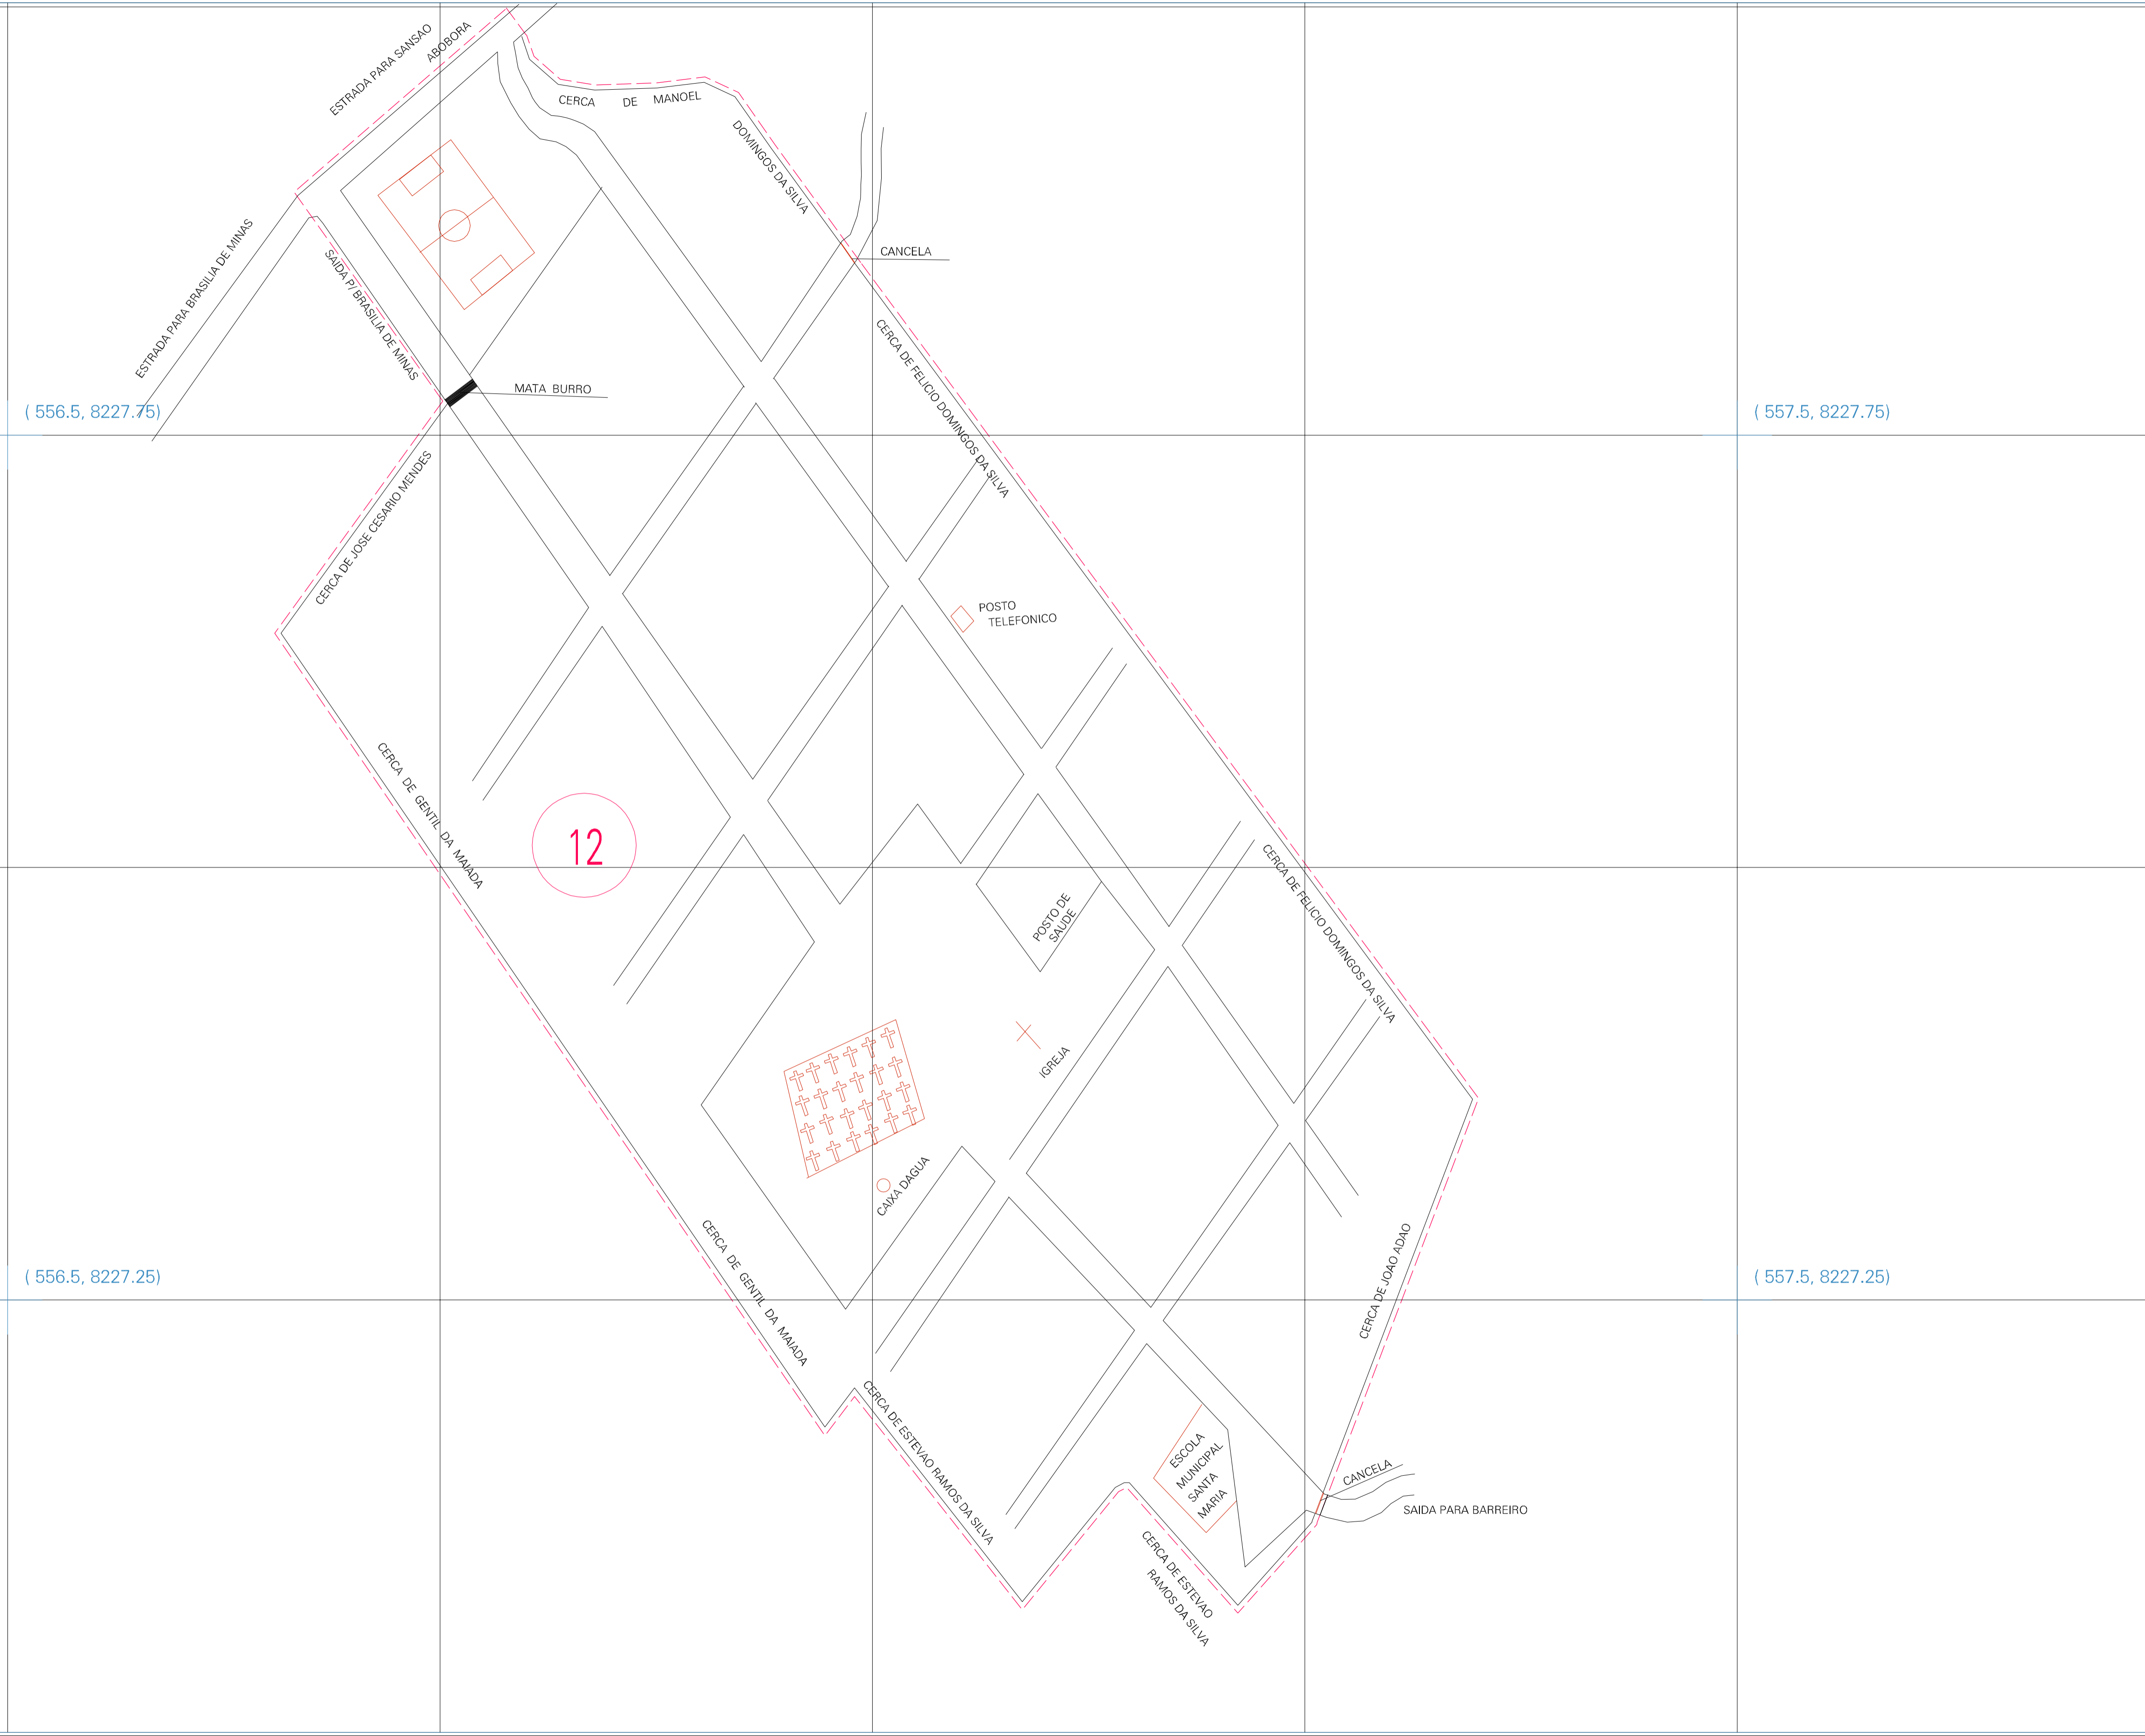 ESTRADA PARA SANSAO
ABOBORA
CERCA DE MANOEL
DOMINGOS DA SILVA
ESTRADA PARA BRASILIA DE MINAS
SAIDA P/ BRASILIA DE MINAS
CANCELA
MATA BURRO
( 556.5, 8227.75)
( 557.5, 8227.75)
CERCA DE FELICIO DOMINGOS DA SILVA
CERCA DE JOSE CESARIO MENDES
POSTO
TELEFONICO
CERCA DE GENTIL DA MAIADA
12
CERCA DE FELICIO DOMINGOS DA SILVA
POSTO DE
SAUDE
IGREJA
CAIXA DAGUA
CERCA DE GENTIL DA MAIADA
CERCA DE JOAO ADAO
( 556.5, 8227.25)
( 557.5, 8227.25)
CERCA DE ESTEVAO RAMOS DA SILVA
ESCOLA
MUNICIPAL
SANTA
MARIA
CANCELA
SAIDA PARA BARREIRO
CERCA DE ESTEVAO
RAMOS DA SILVA